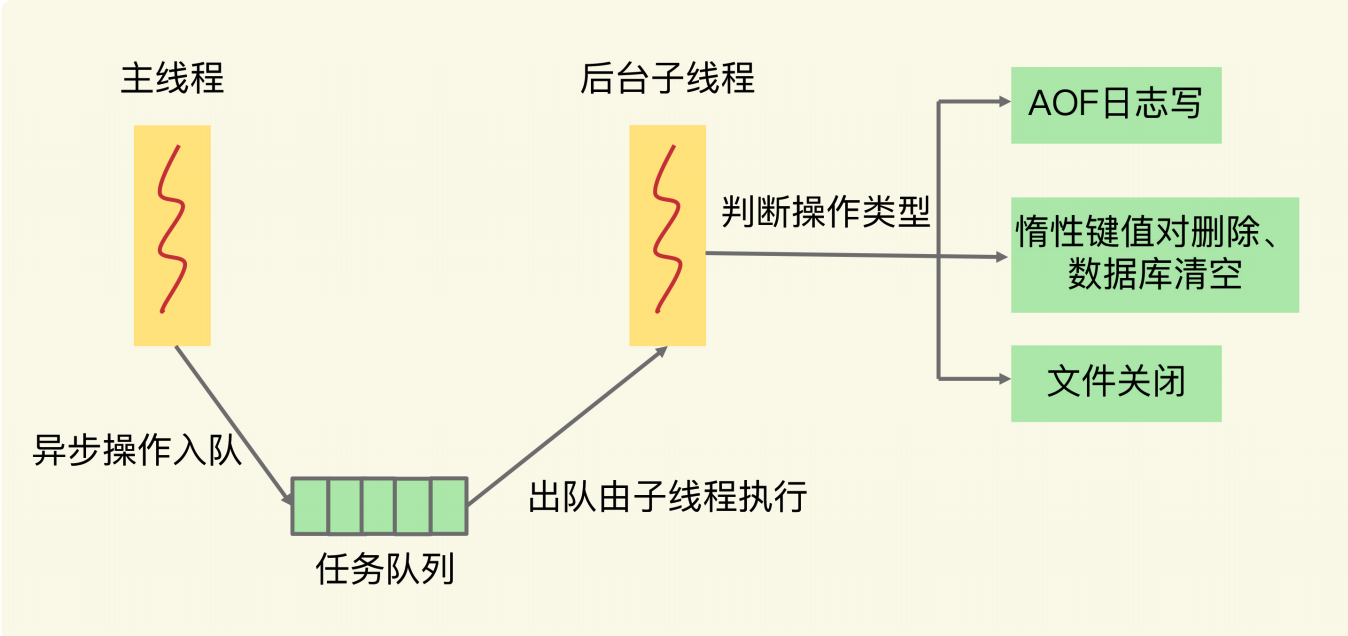 主线程
后台子线程
AOF日志写
判断操作类型
惰性键值对删除、
数据库清空
文件关闭
异步操作入队
出队由子线程执行
任务队列